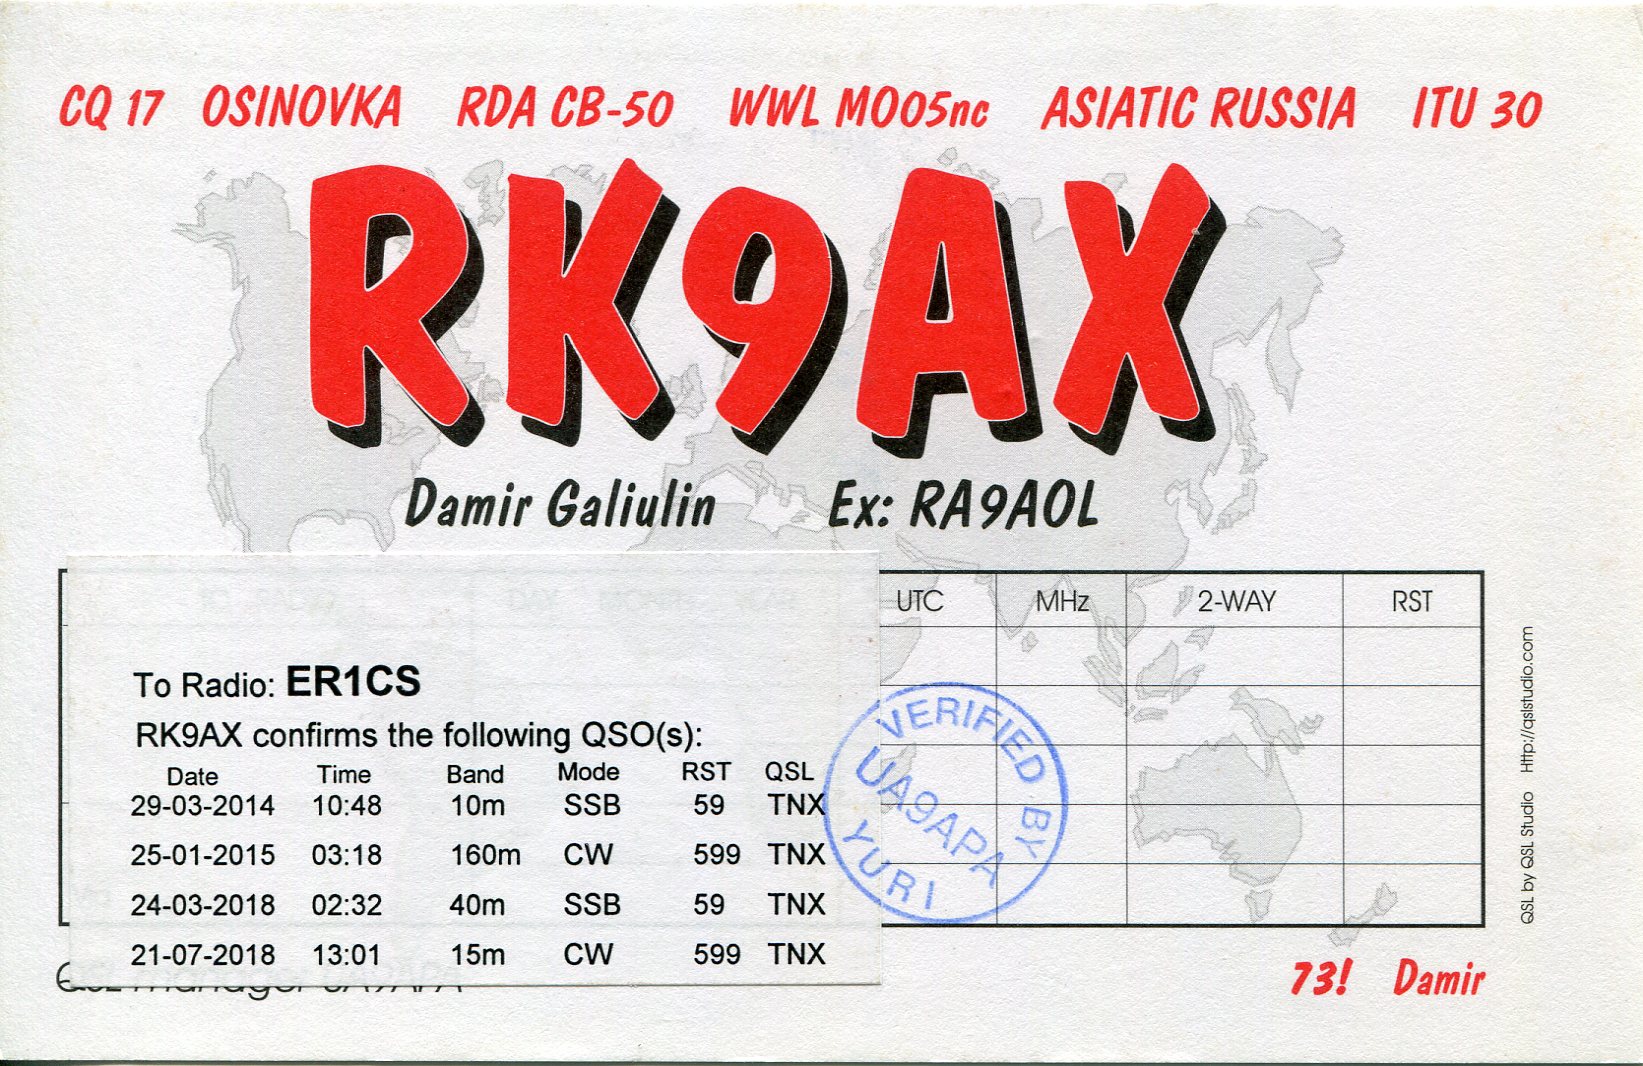 CQ 17 OSINOVKA RDA CB-50 WWL MO05nc ASIATIC RUSSIA ITU 30
RK9AX
Damir Galiulin Ex: RA9AOL
UTC MHz 2-WAY RST
To Radio: ER1CS
RK9AX confirms the following QSO(s):
Date Time Band Mode RST QSL
29-03-2014 10:48 10m SSB 59 TNX
25-01-2015 03:18 160m CW 599 TNX
24-03-2018 02:32 40m SSB 59 TNX
21-07-2018 13:01 15m CW 599 TNX
VERIFIED BY
UA9APA
YURI
QSL manager UA9APA
73! Damir
QSL by QSL Studio Http://qslstudio.com